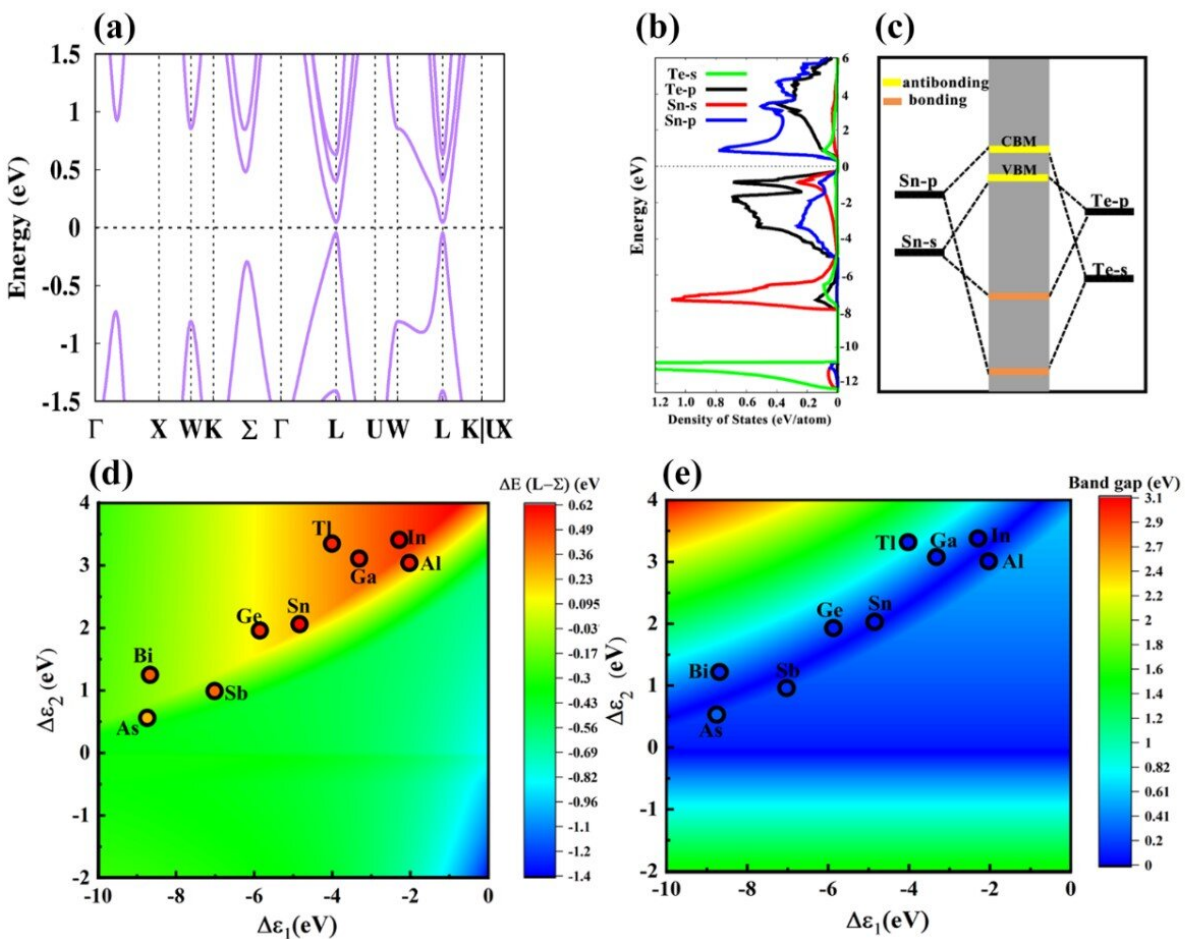 (a)
1.5
1
0.5
0
-0.5
-1
-1.5
Energy (eV)
Γ X W K Σ Γ L U W L K|UX
(b)
Te-s
Te-p
Sn-s
Sn-p
6
4
2
0
-2
-4
-6
-8
-10
-12
Energy (eV)
1.2 1.0 0.8 0.6 0.4 0.2 0
Density of States (eV/atom)
(c)
antibonding
bonding
CBM
VBM
Sn-p
Te-p
Sn-s
Te-s
(d)
ΔE (L−Σ) (eV
4
3
2
1
0
-1
-2
Δε2 (eV)
Tl
In
Ga
Al
Ge
Sn
Bi
Sb
As
-10 -8 -6 -4 -2 0
Δε1(eV)
0.62
0.49
0.36
0.23
0.095
-0.03
-0.17
-0.3
-0.43
-0.56
-0.69
-0.82
-0.96
-1.1
-1.2
-1.4
(e)
Band gap (eV)
4
3
2
1
0
-1
-2
Δε2 (eV)
Tl
Ga
In
Al
Ge
Sn
Bi
Sb
As
-10 -8 -6 -4 -2 0
Δε1(eV)
3.1
2.9
2.7
2.4
2.2
2
1.8
1.6
1.4
1.2
1
0.82
0.61
0.41
0.2
0